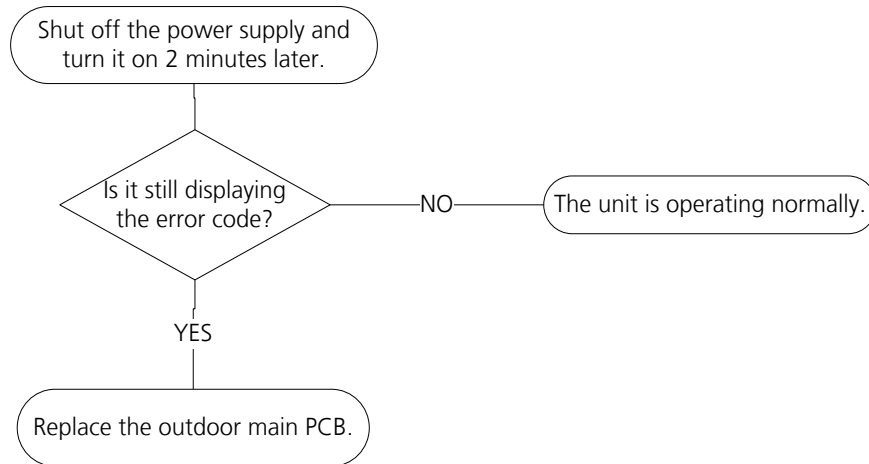 Shut off the power supply and
turn it on 2 minutes later.
Is it still displaying
the error code?
NO
The unit is operating normally.
YES
Replace the outdoor main PCB.